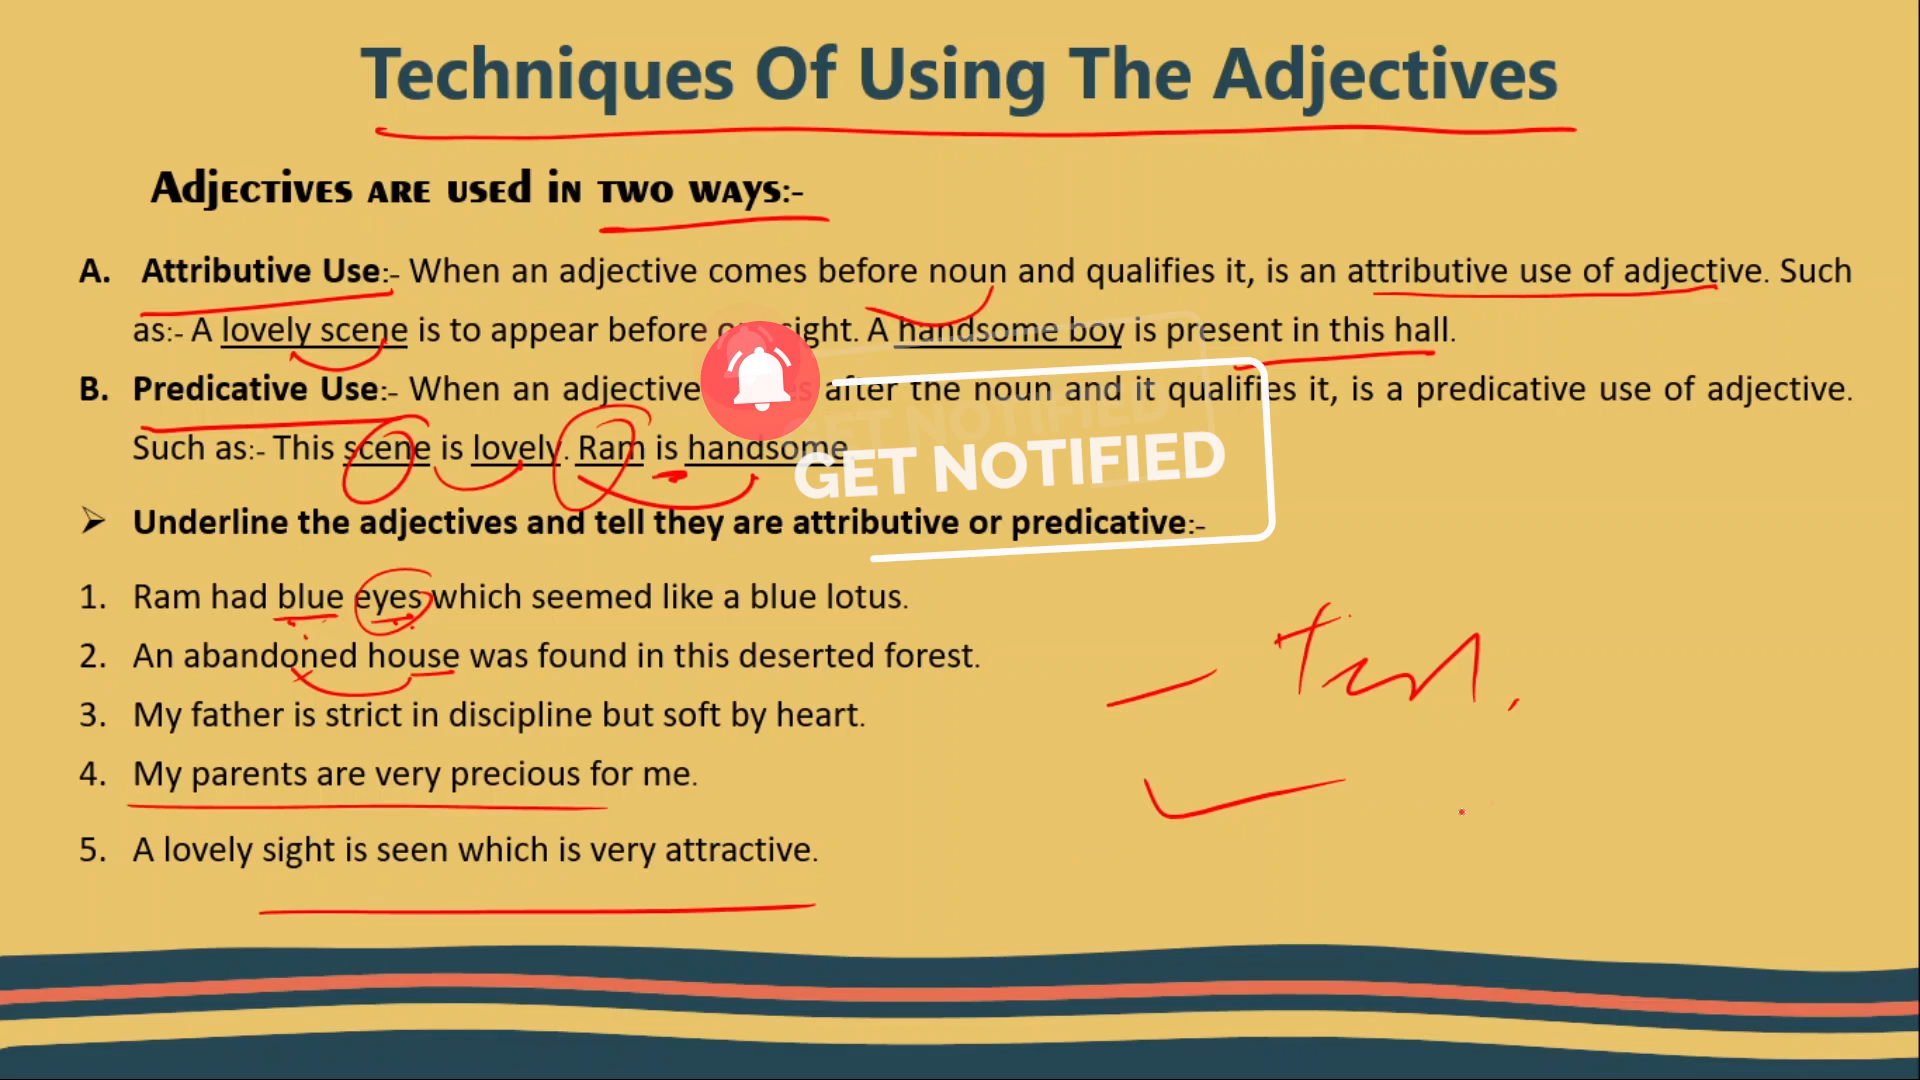 Techniques Of Using The Adjectives
Adjectives are used in two ways:-
A. Attributive Use:- When an adjective comes before noun and qualifies it, is an attributive use of adjective. Such
as:- A lovely scene is to appear before sight. A handsome boy is present in this hall.
B. Predicative Use:- When an adjective after the noun and it qualifies it, is a predicative use of adjective.
Such as:- This scene is lovely. Ram is handsome
GET NOTIFIED
➢ Underline the adjectives and tell they are attributive or predicative:-
1. Ram had blue eyes which seemed like a blue lotus.
2. An abandoned house was found in this deserted forest.
3. My father is strict in discipline but soft by heart.
4. My parents are very precious for me.
5. A lovely sight is seen which is very attractive.